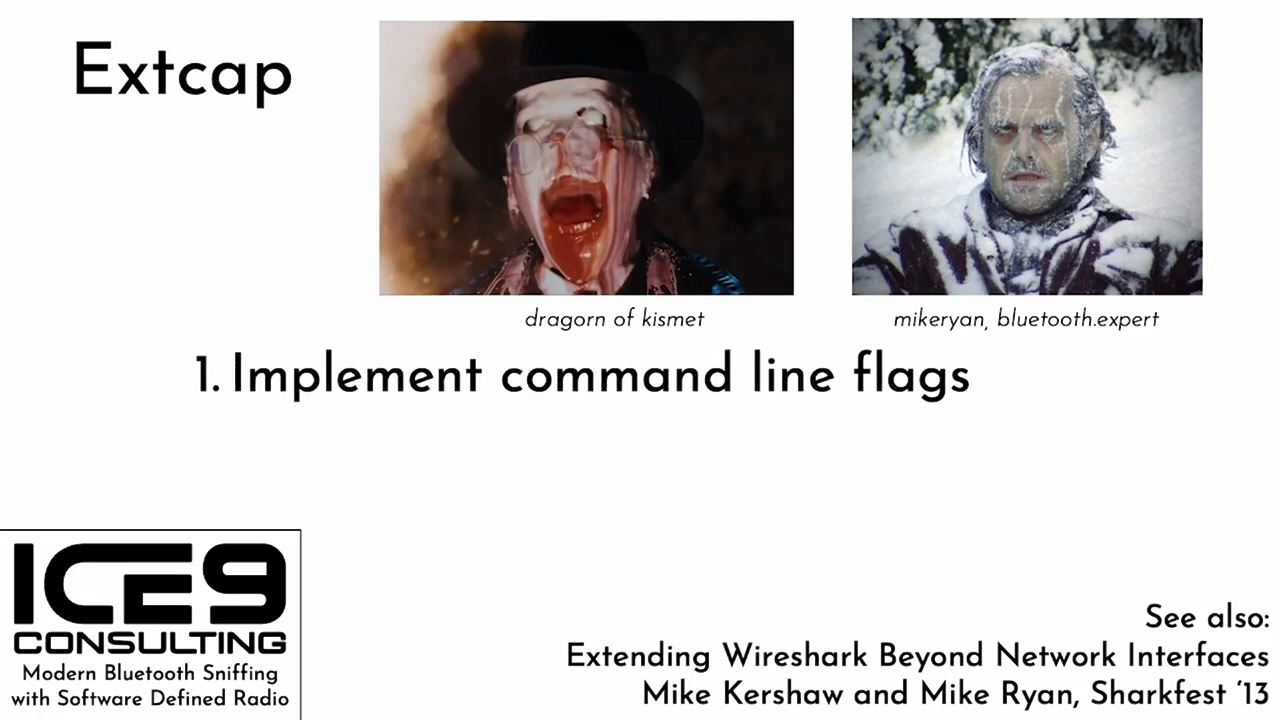 Extcap
dragorn of kismet
mikeryan, bluetooth.expert
1. Implement command line flags
ICE9
CONSULTING
Modern Bluetooth Sniffing
with Software Defined Radio
See also:
Extending Wireshark Beyond Network Interfaces
Mike Kershaw and Mike Ryan, Sharkfest ‘13